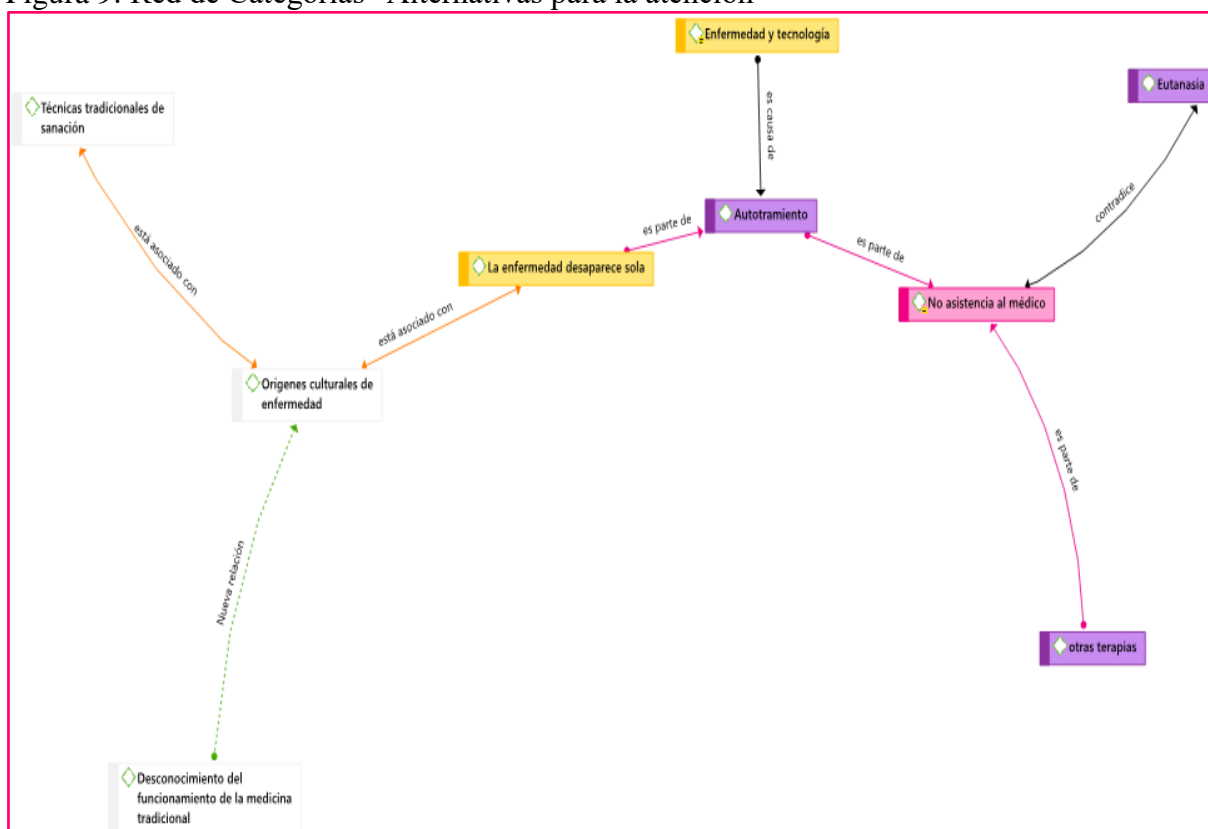 Figura 9. Red de Categorías "Alternativas para la atención"
Enfermedad y tecnología
Eutanasia
Técnicas tradicionales de
sanación
es causa de
contradice
Autotramiento
es parte de
es parte de
está asociado con
La enfermedad desaparece sola
No asistencia al médico
está asociado con
Orígenes culturales de
enfermedad
es parte de
Nueva relación
otras terapias
Desconocimiento del
funcionamiento de la medicina
tradicional